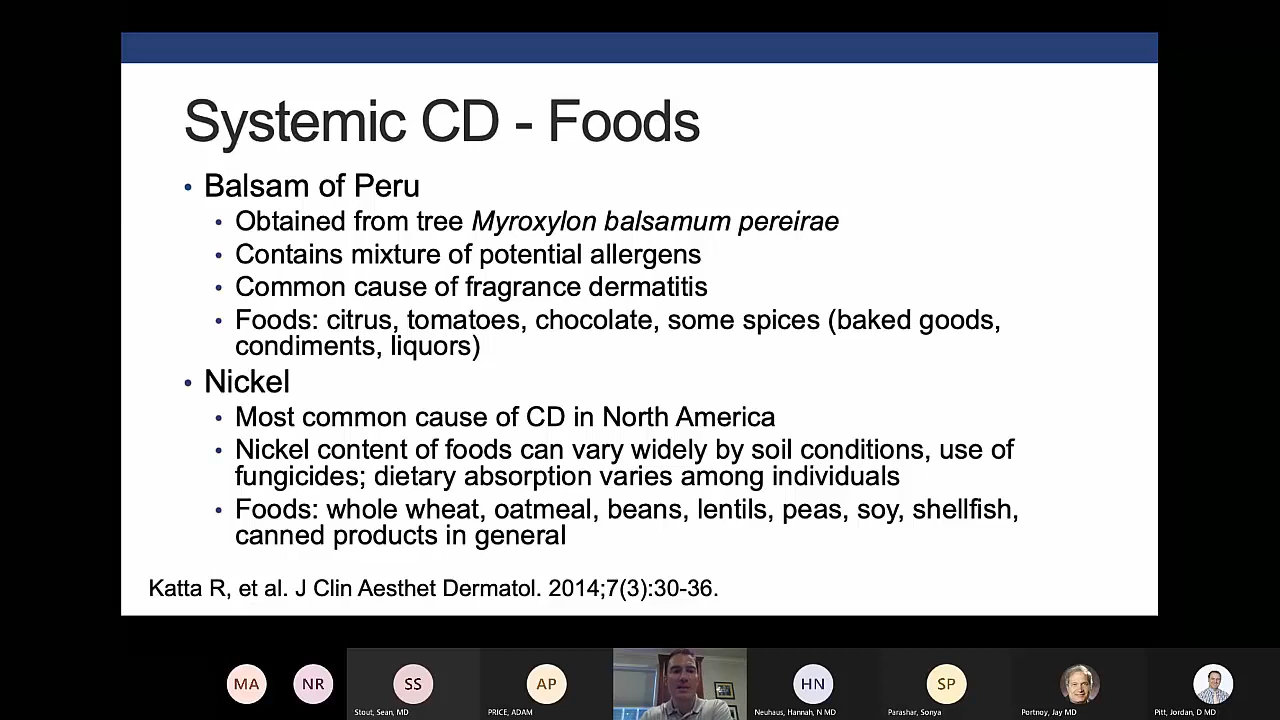 Systemic CD - Foods
• Balsam of Peru
• Obtained from tree Myroxylon balsamum pereirae
• Contains mixture of potential allergens
• Common cause of fragrance dermatitis
• Foods: citrus, tomatoes, chocolate, some spices (baked goods,
condiments, liquors)
• Nickel
• Most common cause of CD in North America
• Nickel content of foods can vary widely by soil conditions, use of
fungicides; dietary absorption varies among individuals
• Foods: whole wheat, oatmeal, beans, lentils, peas, soy, shellfish,
canned products in general
Katta R, et al. J Clin Aesthet Dermatol. 2014;7(3):30-36.
MA NR SS AP HN SP
Stout, Sean, MD PRICE, ADAM Neuhaus, Hannah, N MD Parashar, Sonya Portnoy, Jay MD Pitt, Jordan, D MD